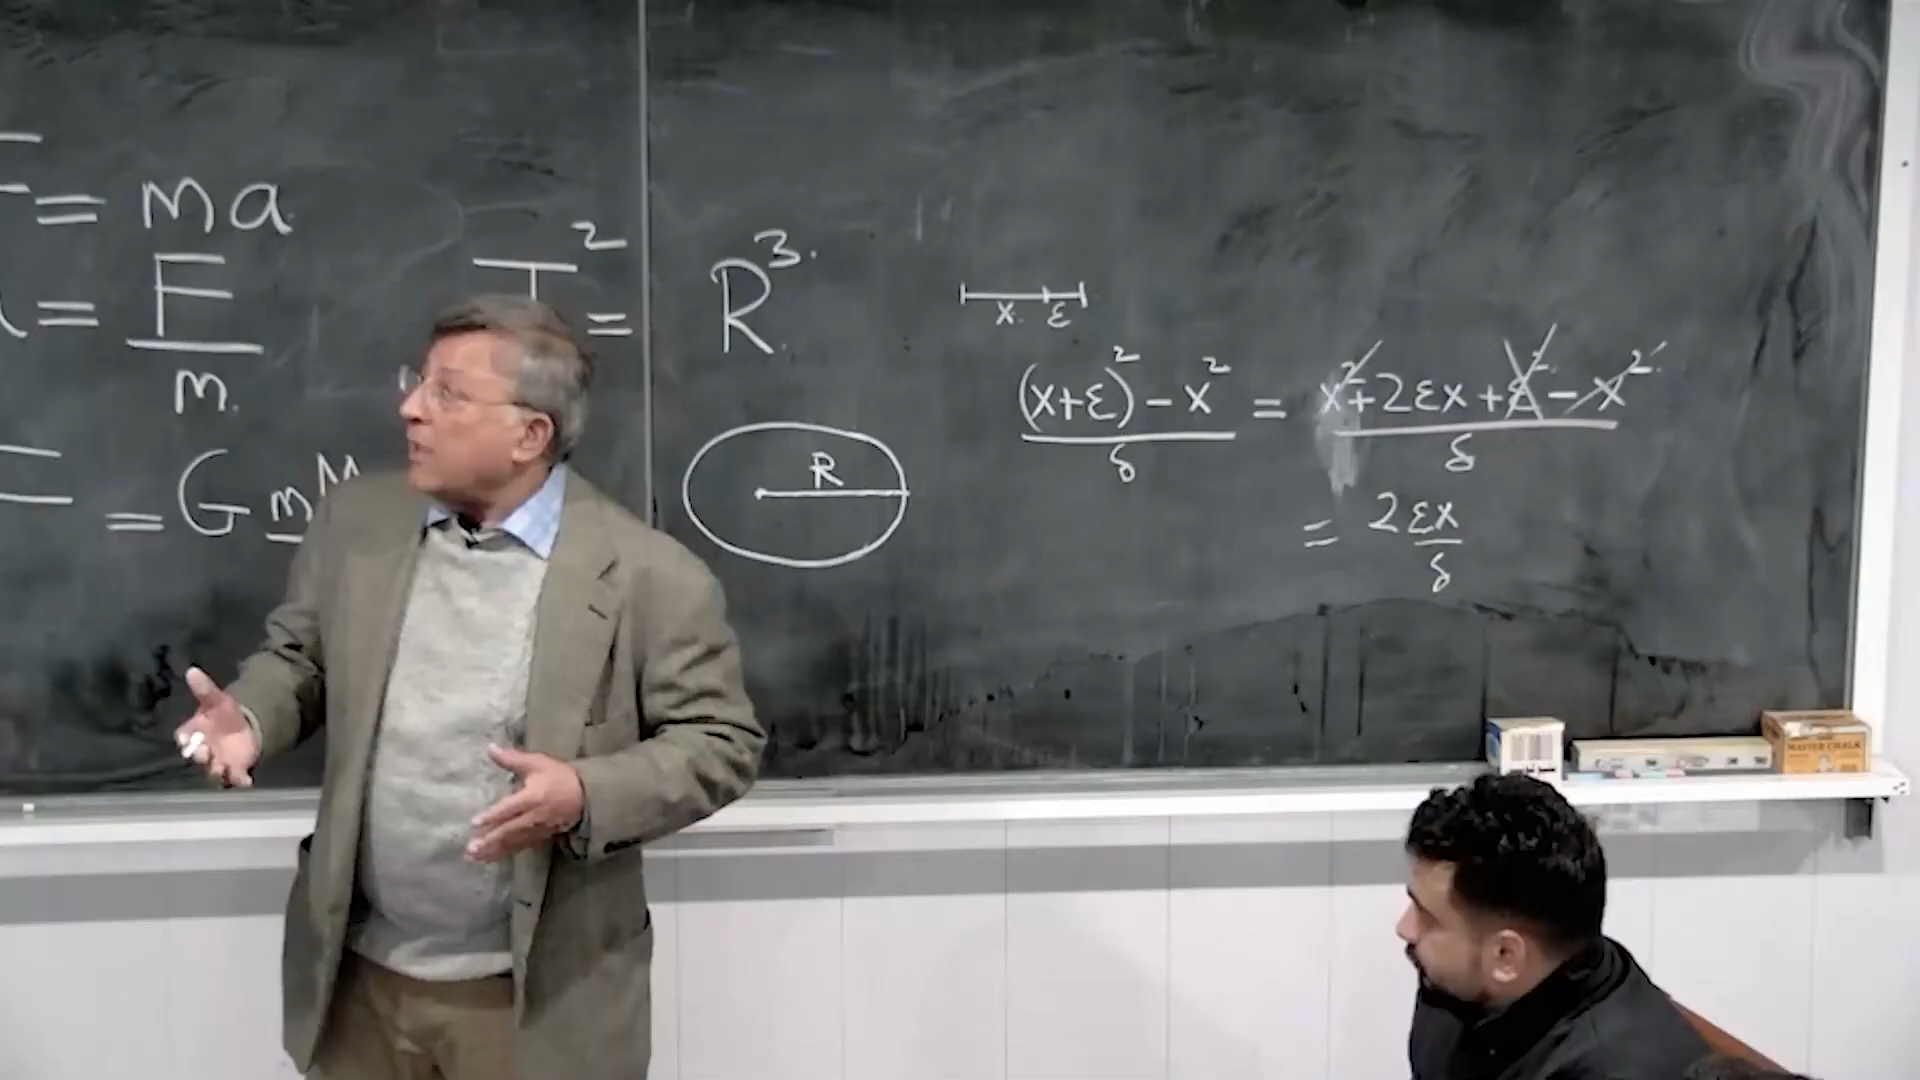 = ma
= F
m
T² = R³
= G m M
R
x ε
(x+ε)² - x² = x² + 2εx + ε² - x²
δ δ
= 2εx
δ
MASTER CHALK